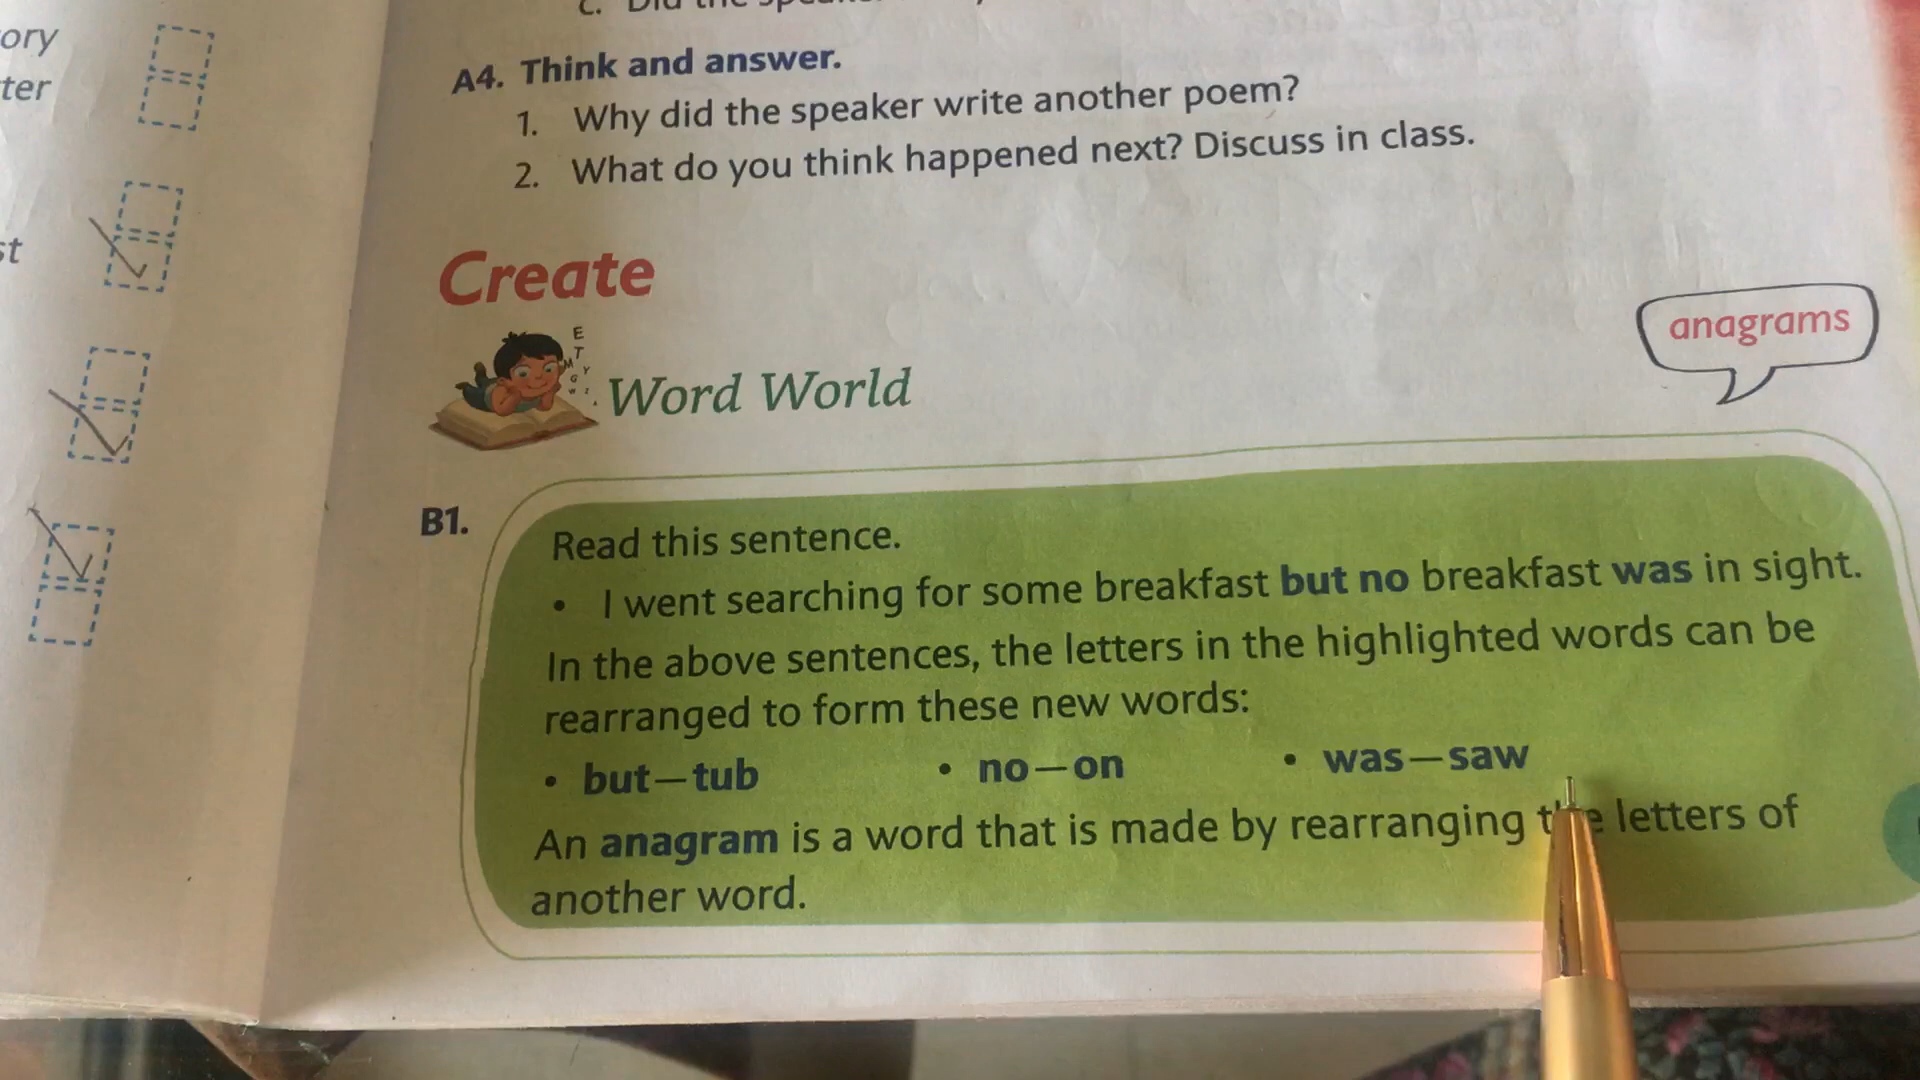 ory
ter
st
A4. Think and answer.
1. Why did the speaker write another poem?
2. What do you think happened next? Discuss in class.
Create
anagrams
Word World
B1.
Read this sentence.
• I went searching for some breakfast but no breakfast was in sight.
In the above sentences, the letters in the highlighted words can be
rearranged to form these new words:
• but—tub • no—on • was—saw
An anagram is a word that is made by rearranging the letters of
another word.